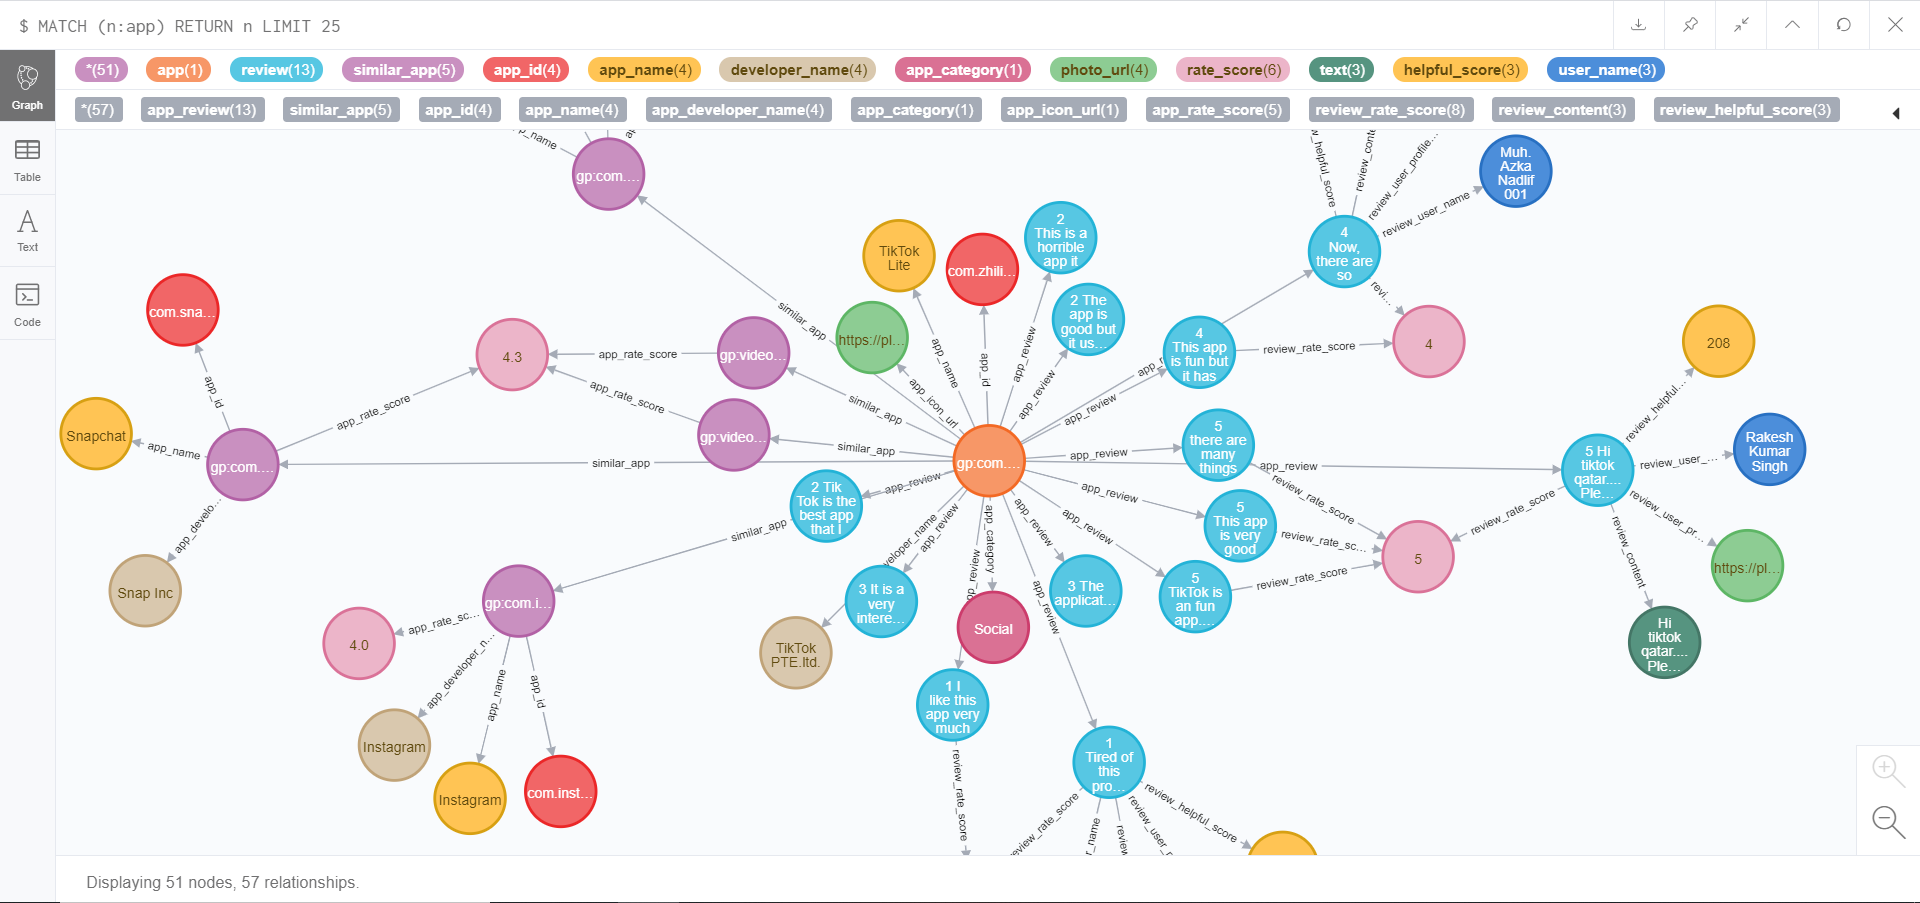 $ MATCH (n:app) RETURN n LIMIT 25
Graph
Table
Text
Code
*(51)
app(1)
review(13)
similar_app(5)
app_id(4)
app_name(4)
developer_name(4)
app_category(1)
photo_url(4)
rate_score(6)
text(3)
helpful_score(3)
user_name(3)
*(57)
app_review(13)
similar_app(5)
app_id(4)
app_name(4)
app_developer_name(4)
app_category(1)
app_icon_url(1)
app_rate_score(5)
review_rate_score(8)
review_content(3)
review_helpful_score(3)
gp:com....
similar_app
TikTok
Lite
com.zhili...
2
This is a
horrible
app it
2 The
app is
good but
it us...
https://pl...
app_name
app_id
app_icon_url
app_review
app_review
4
Now,
there are
so
review_user_profile...
review_user_name
Muh.
Azka
Nadlif
001
revi...
4
This app
is fun but
it has
review_rate_score
4
app_review
com.sna...
app_id
Snapchat
app_name
gp:com....
app_develo...
Snap Inc
app_rate_score
4.3
app_rate_score
gp:video...
app_rate_score
gp:video...
similar_app
similar_app
similar_app
gp:com....
app_review
5
there are
many
things
app_review
5 Hi
tiktok
qatar....
Ple...
review_helpful...
208
review_user_...
Rakesh
Kumar
Singh
review_user_pr...
https://pl...
review_content
Hi
tiktok
qatar....
Ple...
review_rate_score
5
review_rate_score
app_review
5
This app
is very
good
review_rate_sc...
app_review
5
TikTok is
an fun
app....
review_rate_score
app_review
3 The
applicat...
app_review
2 Tik
Tok is the
best app
that I
similar_app
gp:com.i...
app_rate_sc...
4.0
app_developer_n...
Instagram
app_name
Instagram
app_id
com.inst...
app_review
3 It is a
very
intere...
TikTok
PTE.ltd.
app_category
Social
1 I
like this
app very
much
review_rate_score
app_review
1
Tired of
this
pro...
review_helpful_score
Displaying 51 nodes, 57 relationships.